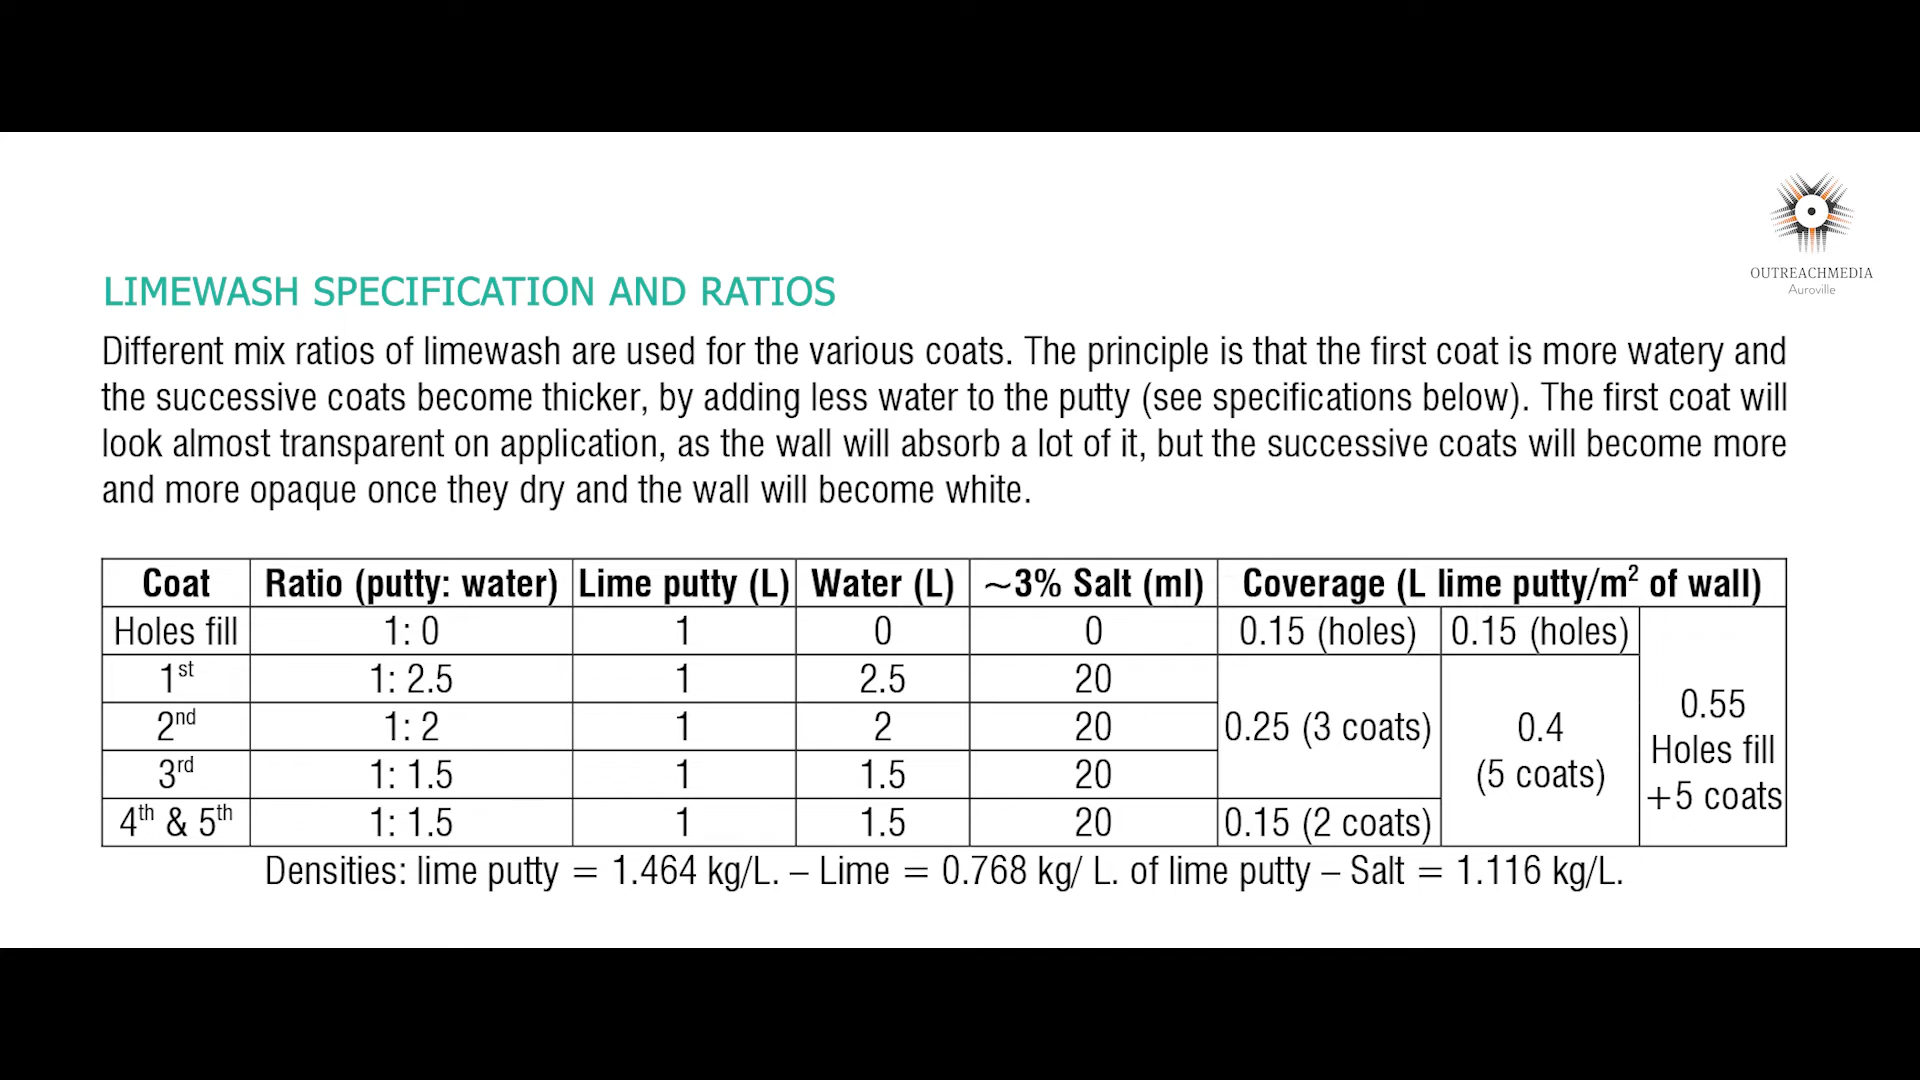 OUTREACHMEDIA
Auroville
LIMEWASH SPECIFICATION AND RATIOS
Different mix ratios of limewash are used for the various coats. The principle is that the first coat is more watery and
the successive coats become thicker, by adding less water to the putty (see specifications below). The first coat will
look almost transparent on application, as the wall will absorb a lot of it, but the successive coats will become more
and more opaque once they dry and the wall will become white.
Coat Ratio (putty: water) Lime putty (L) Water (L) ~3% Salt (ml) Coverage (L lime putty/m² of wall)
Holes fill 1: 0 1 0 0 0.15 (holes) 0.15 (holes)
1st 1: 2.5 1 2.5 20
2nd 1: 2 1 2 20 0.25 (3 coats) 0.4
(5 coats)
0.55
Holes fill
+5 coats
3rd 1: 1.5 1 1.5 20
4th & 5th 1: 1.5 1 1.5 20 0.15 (2 coats)
Densities: lime putty = 1.464 kg/L. – Lime = 0.768 kg/ L. of lime putty – Salt = 1.116 kg/L.